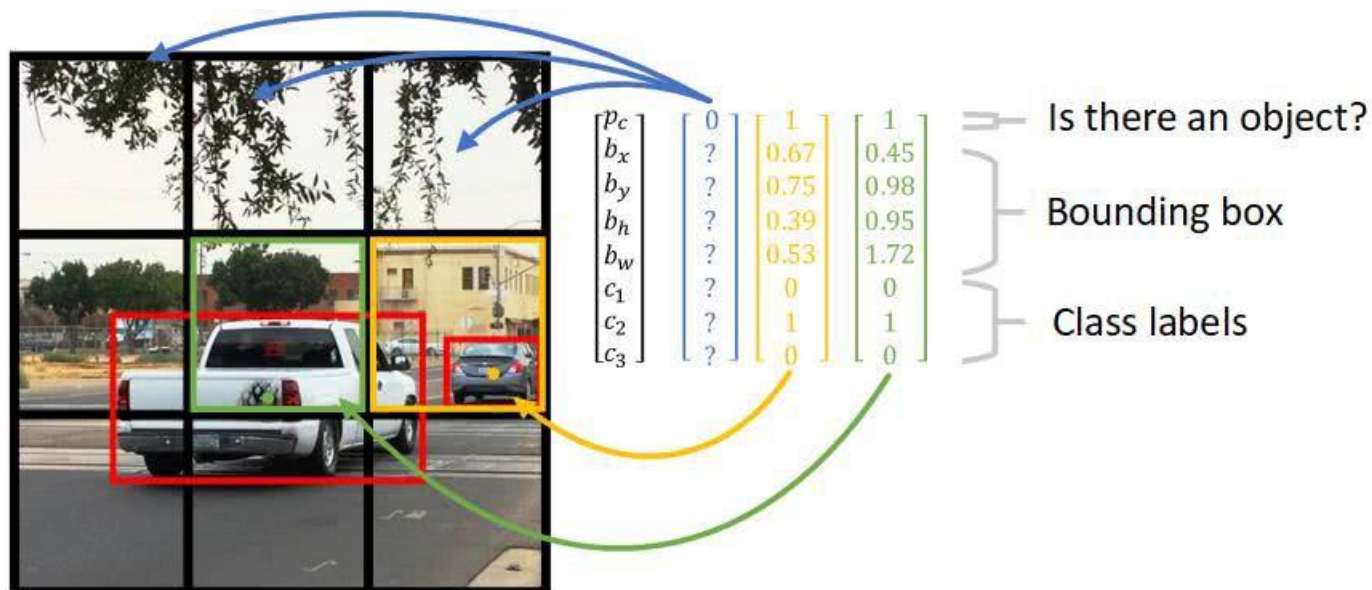 p_c 0 1 1 Is there an object?
b_x ? 0.67 0.45
b_y ? 0.75 0.98
b_h ? 0.39 0.95 Bounding box
b_w ? 0.53 1.72
c_1 ? 0 0
c_2 ? 1 1 Class labels
c_3 ? 0 0